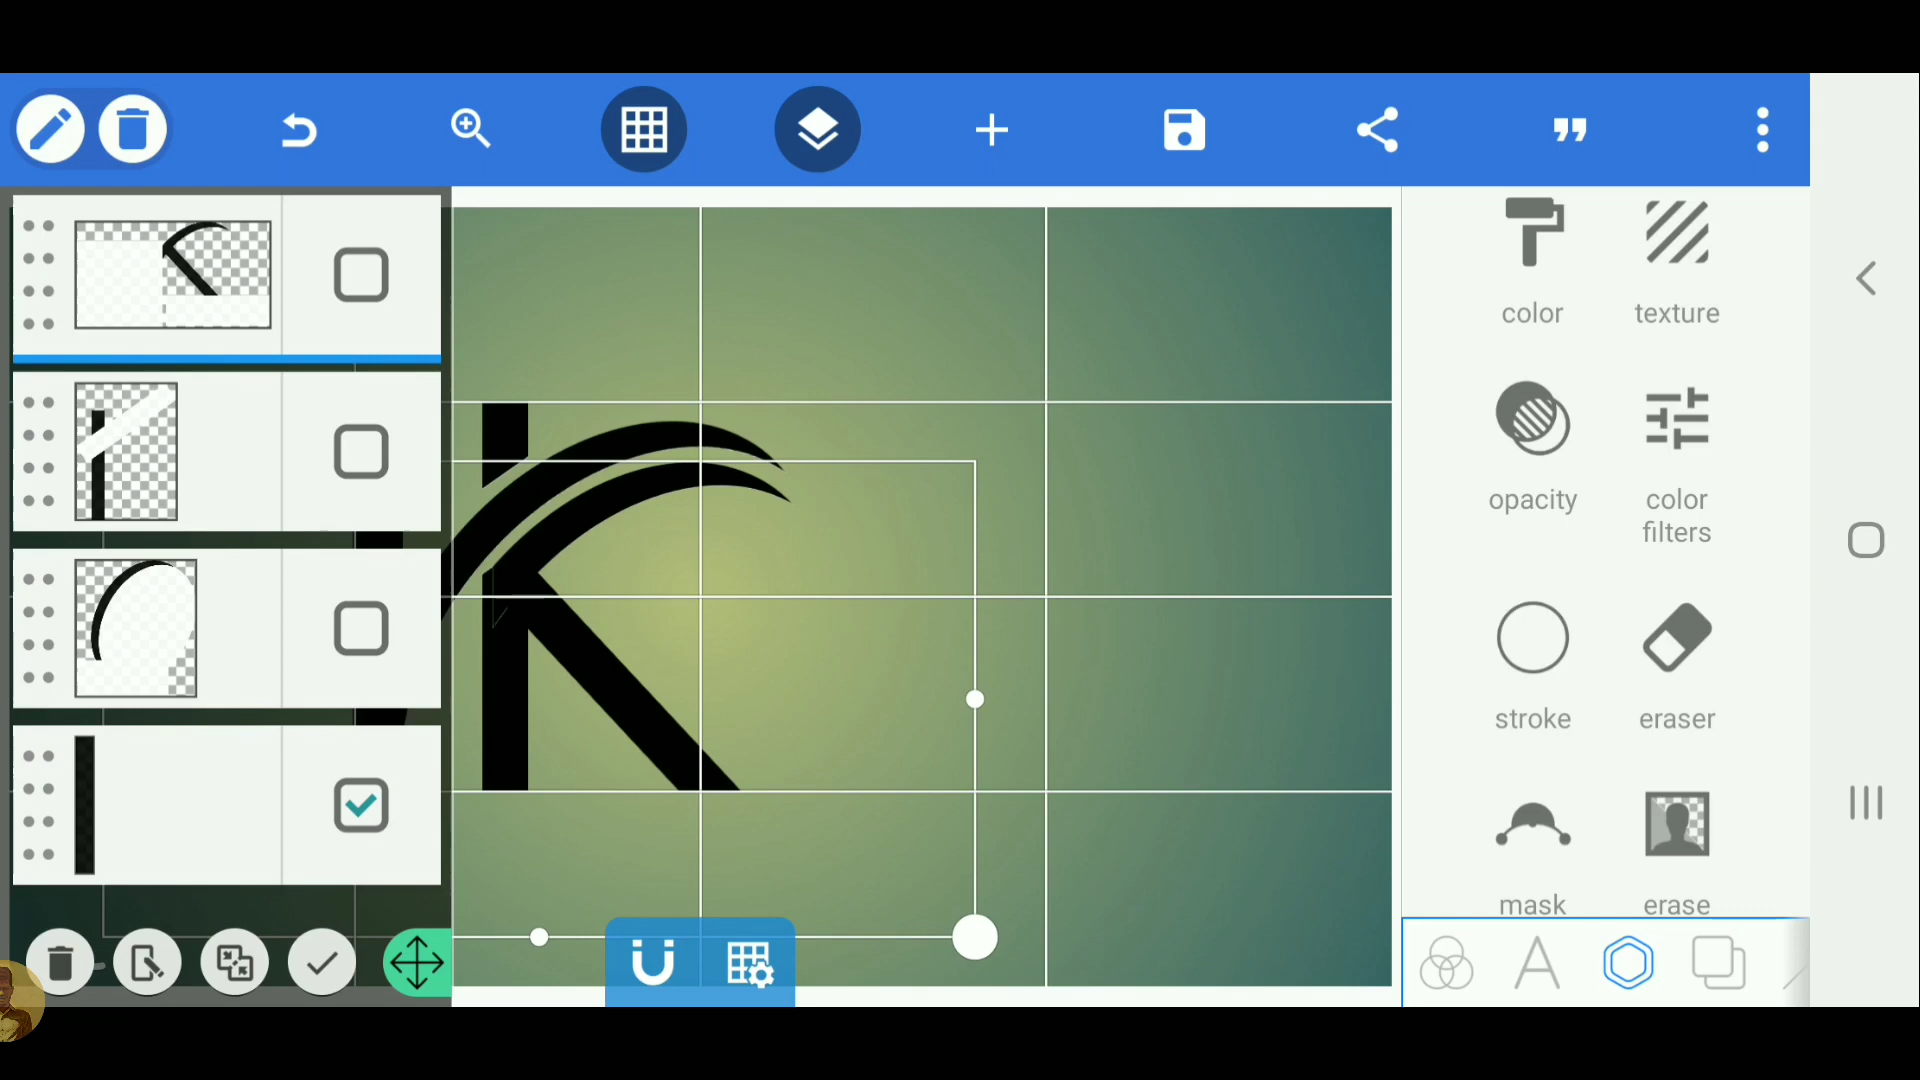 color texture
opacity color
filters
stroke eraser
mask erase